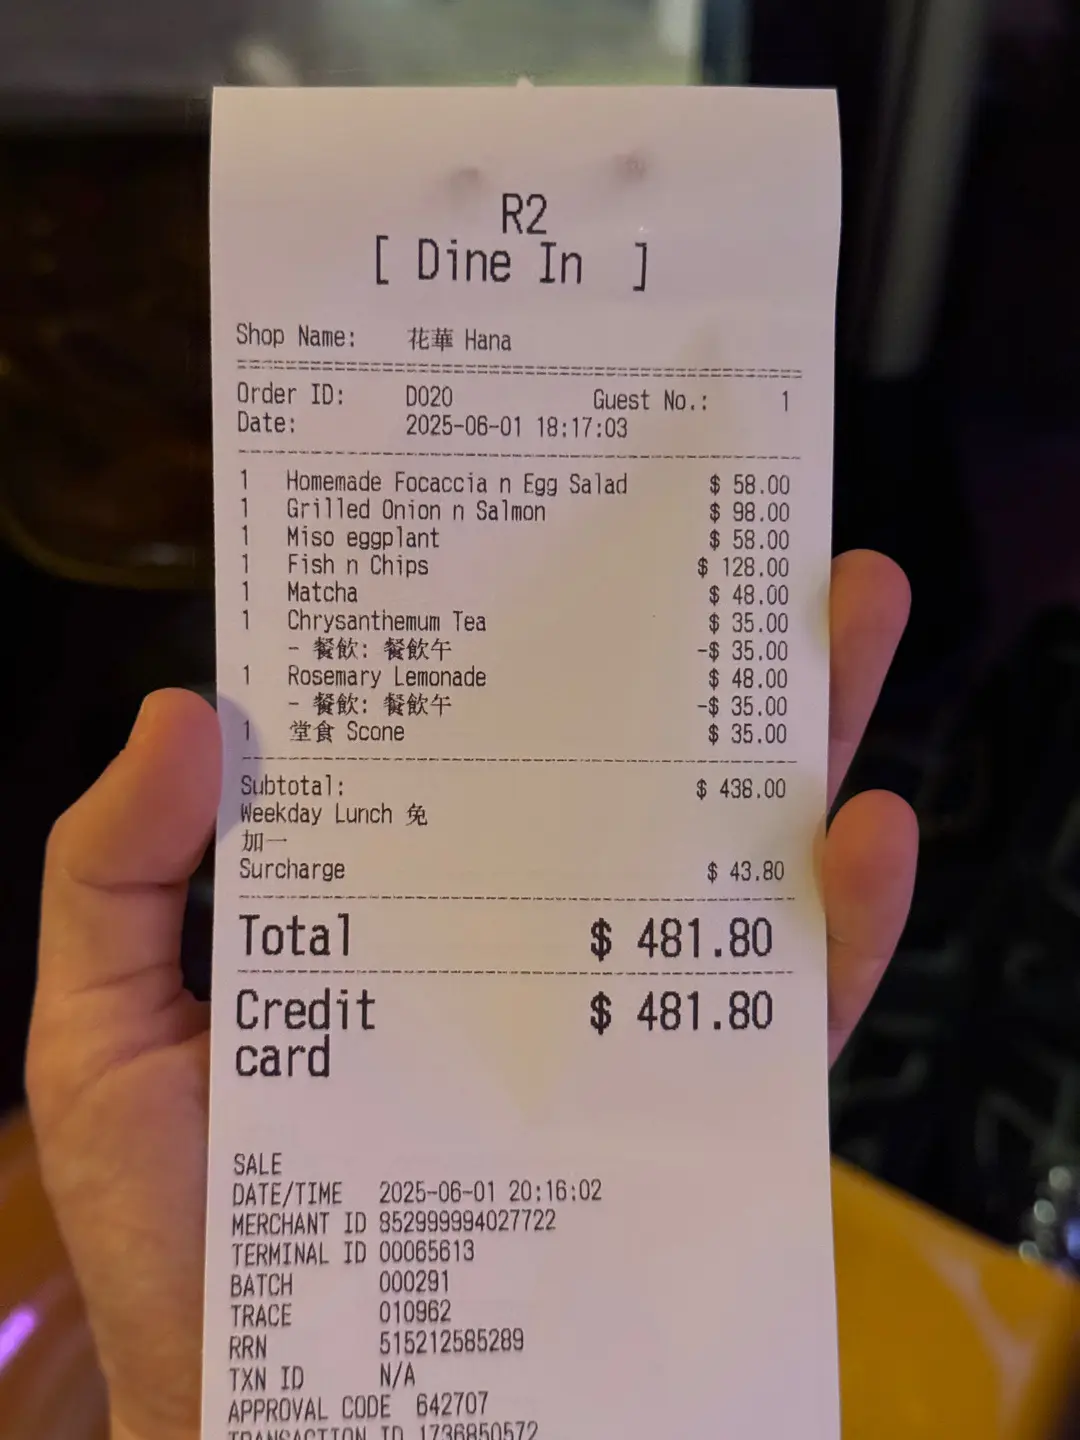 R2
[ Dine In ]
Shop Name: 花華 Hana
Order ID: D020 Guest No.: 1
Date: 2025-06-01 18:17:03
1 Homemade Focaccia n Egg Salad $ 58.00
1 Grilled Onion n Salmon $ 98.00
1 Miso eggplant $ 58.00
1 Fish n Chips $ 128.00
1 Matcha $ 48.00
1 Chrysanthemum Tea $ 35.00
- 餐飲: 餐飲午 -$ 35.00
1 Rosemary Lemonade $ 48.00
- 餐飲: 餐飲午 -$ 35.00
1 堂食 Scone $ 35.00
Subtotal: $ 438.00
Weekday Lunch 免
加一
Surcharge $ 43.80
Total $ 481.80
Credit $ 481.80
card
SALE
DATE/TIME 2025-06-01 20:16:02
MERCHANT ID 852999994027722
TERMINAL ID 00065613
BATCH 000291
TRACE 010962
RRN 515212585289
TXN ID N/A
APPROVAL CODE 642707
TRANSACTION ID 1736850572